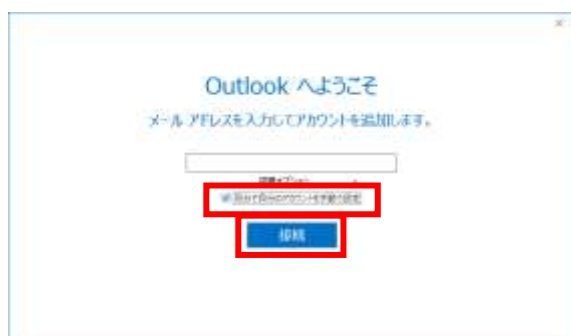 Outlook へようこそ
メール アドレスを入力してアカウントを追加します。
詳細オプション
自分で自分のアカウントを手動で設定
接続